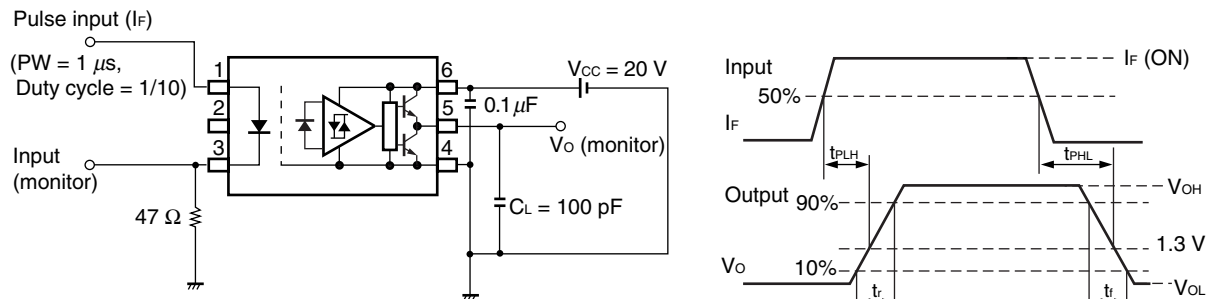 Pulse input (IF)
(PW = 1 μs,
Duty cycle = 1/10)
1
2
3
6
5
4
VCC = 20 V
0.1 μF
VO (monitor)
Input
(monitor)
47 Ω
CL = 100 pF
Input
50%
IF
IF (ON)
tPLH
tPHL
Output
90%
VOH
1.3 V
VO
10%
VOL
tr
tf